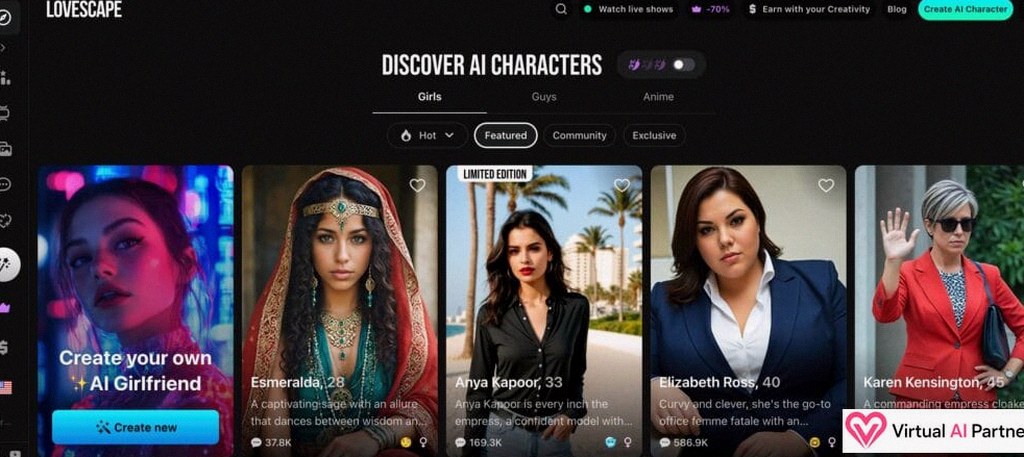 LOVESCAPE
Watch live shows
-70%
$ Earn with your Creativity
Blog
Create AI Character
DISCOVER AI CHARACTERS
Girls
Guys
Anime
Hot
Featured
Community
Exclusive
Create your own
AI Girlfriend
Create new
Esmeralda, 28
A captivating sage with an allure
that dances between wisdom an...
37.8K
LIMITED EDITION
Anya Kapoor, 33
Anya Kapoor is every inch the
empress, a confident model with...
169.3K
Elizabeth Ross, 40
Curvy and clever, she's the go-to
office femme fatale with an...
586.9K
Karen Kensington, 45
A commanding empress cloake
Virtual AI Partne